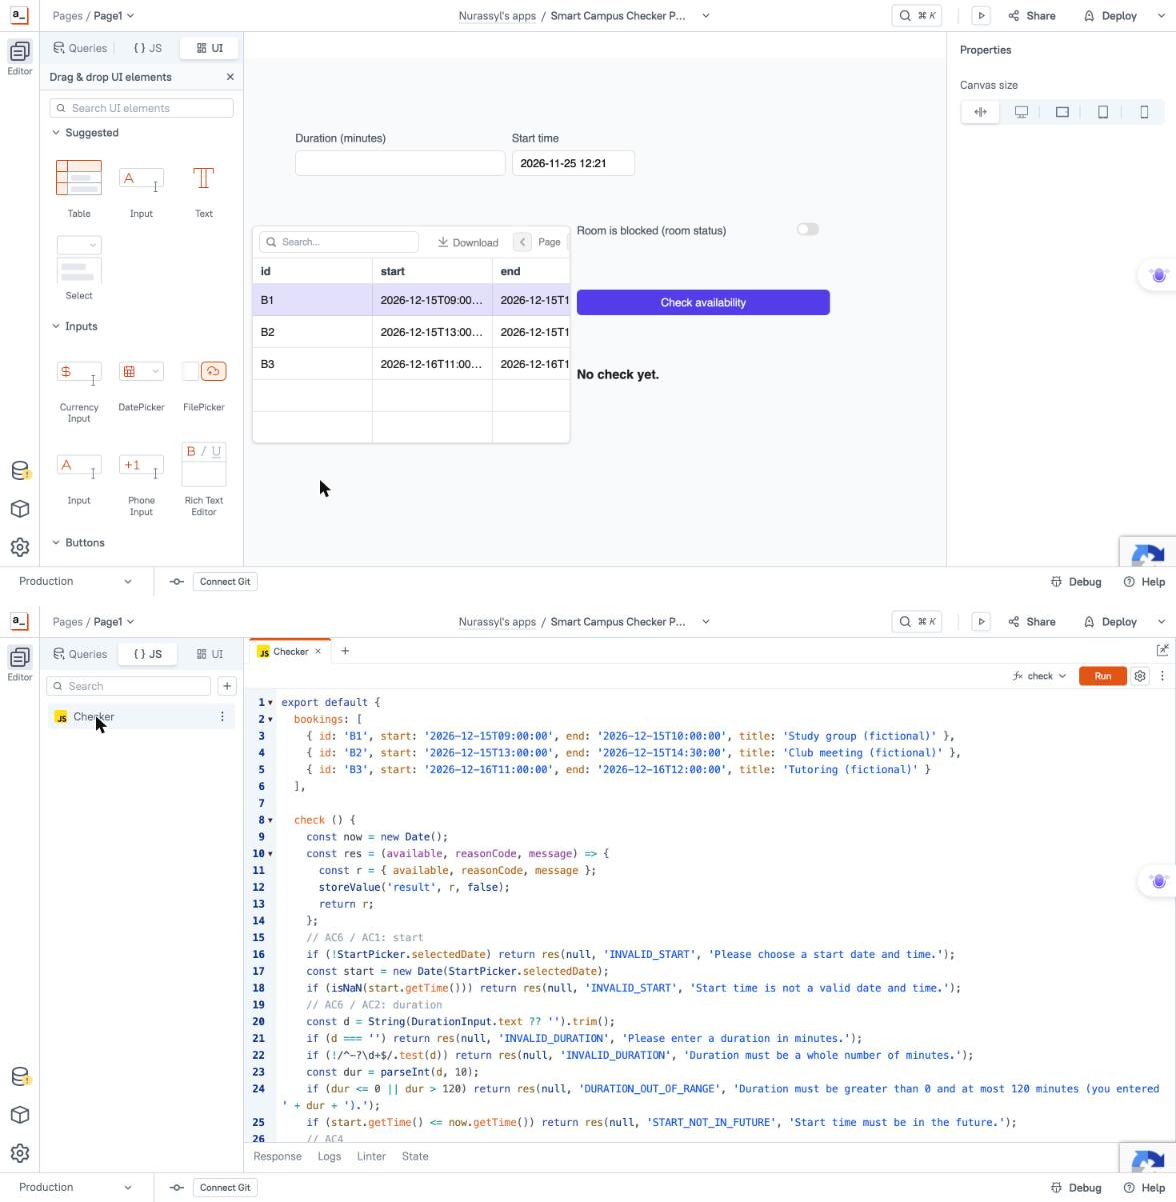 a_
Pages / Page1
Nurassyl's apps / Smart Campus Checker P...
⌘ K
Share
Deploy
Editor
Queries
{ } JS
UI
Drag & drop UI elements
Search UI elements
Suggested
A
T
Table
Input
Text
Select
Inputs
$
Currency
Input
DatePicker
FilePicker
A
+1
B / U
Input
Phone
Input
Rich Text
Editor
Buttons
Duration (minutes)
Start time
2026-11-25 12:21
Search...
Download
Page
id
start
end
B1
2026-12-15T09:00...
2026-12-15T1
B2
2026-12-15T13:00...
2026-12-15T1
B3
2026-12-16T11:00...
2026-12-16T1
Room is blocked (room status)
Check availability
No check yet.
Properties
Canvas size
Production
Connect Git
Debug
Help
a_
Pages / Page1
Nurassyl's apps / Smart Campus Checker P...
⌘ K
Share
Deploy
Editor
Queries
{ } JS
UI
Search
JS Checker
JS Checker
fx check
Run
1 export default {
2 bookings: [
3 { id: 'B1', start: '2026-12-15T09:00:00', end: '2026-12-15T10:00:00', title: 'Study group (fictional)' },
4 { id: 'B2', start: '2026-12-15T13:00:00', end: '2026-12-15T14:30:00', title: 'Club meeting (fictional)' },
5 { id: 'B3', start: '2026-12-16T11:00:00', end: '2026-12-16T12:00:00', title: 'Tutoring (fictional)' }
6 ],
7
8 check () {
9 const now = new Date();
10 const res = (available, reasonCode, message) => {
11 const r = { available, reasonCode, message };
12 storeValue('result', r, false);
13 return r;
14 };
15 // AC6 / AC1: start
16 if (!StartPicker.selectedDate) return res(null, 'INVALID_START', 'Please choose a start date and time.');
17 const start = new Date(StartPicker.selectedDate);
18 if (isNaN(start.getTime())) return res(null, 'INVALID_START', 'Start time is not a valid date and time.');
19 // AC6 / AC2: duration
20 const d = String(DurationInput.text ?? '').trim();
21 if (d === '') return res(null, 'INVALID_DURATION', 'Please enter a duration in minutes.');
22 if (!/^-?\d+$/.test(d)) return res(null, 'INVALID_DURATION', 'Duration must be a whole number of minutes.');
23 const dur = parseInt(d, 10);
24 if (dur <= 0 || dur > 120) return res(null, 'DURATION_OUT_OF_RANGE', 'Duration must be greater than 0 and at most 120 minutes (you entered
' + dur + ').');
25 if (start.getTime() <= now.getTime()) return res(null, 'START_NOT_IN_FUTURE', 'Start time must be in the future.');
26 // AC4
Response
Logs
Linter
State
Production
Connect Git
Debug
Help